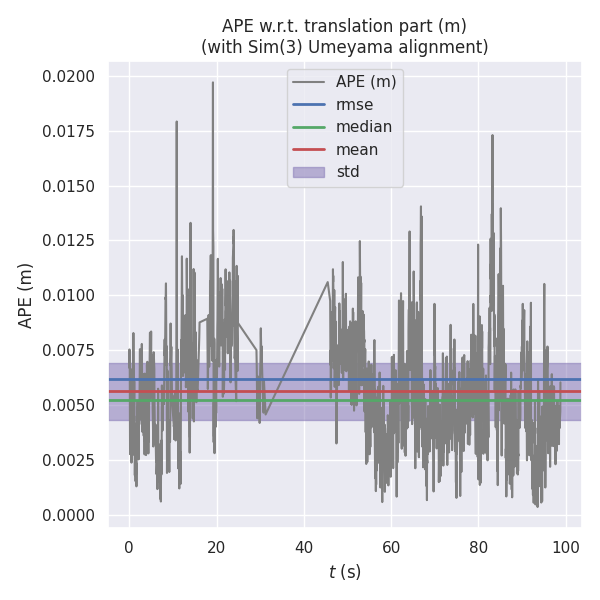 APE w.r.t. translation part (m)
(with Sim(3) Umeyama alignment)
APE (m)
rmse
median
mean
std
APE (m)
0.0200
0.0175
0.0150
0.0125
0.0100
0.0075
0.0050
0.0025
0.0000
0 20 40 60 80 100
t (s)